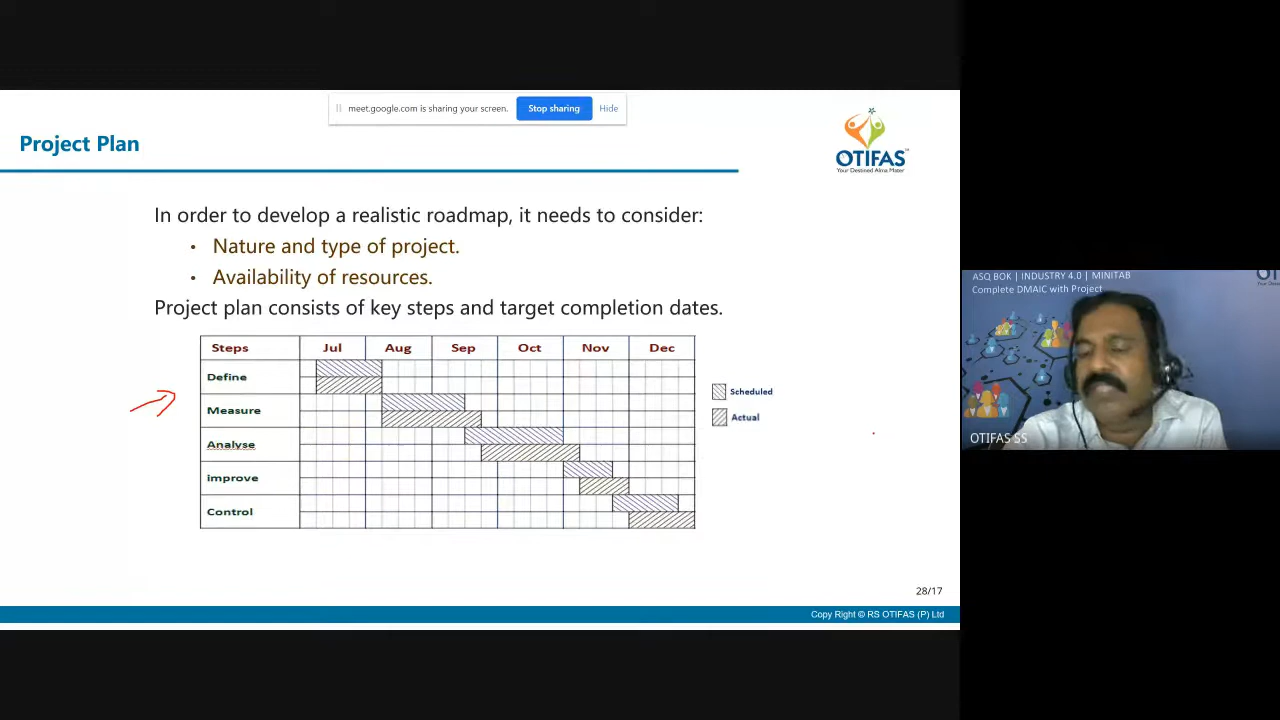 meet.google.com is sharing your screen. Stop sharing Hide
Project Plan
OTIFAS
Your Destined Alma Mater
In order to develop a realistic roadmap, it needs to consider:
• Nature and type of project.
• Availability of resources.
Project plan consists of key steps and target completion dates.
Steps Jul Aug Sep Oct Nov Dec
Define
Measure
Analyse
improve
Control
Scheduled
Actual
28/17
Copy Right © RS OTIFAS (P) Ltd
ASQ BOK | INDUSTRY 4.0 | MINITAB
Complete DMAIC with Project
OTIFAS SS